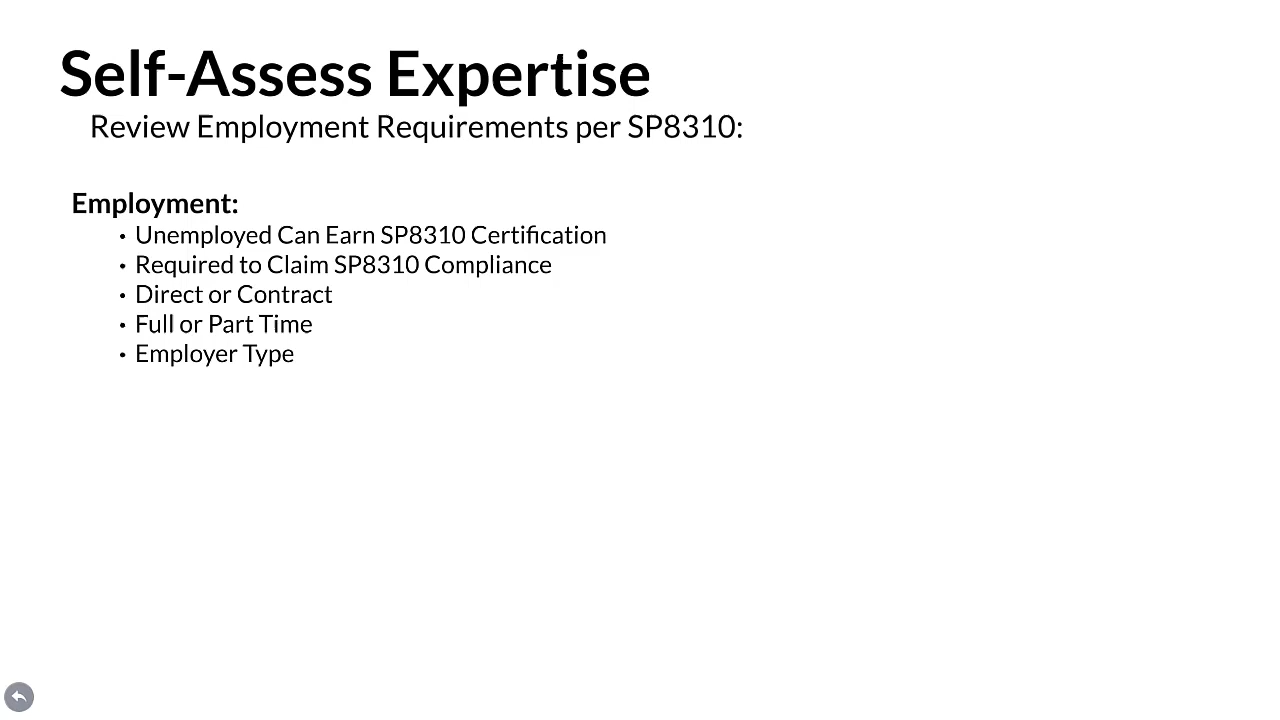 Self-Assess Expertise
Review Employment Requirements per SP8310:
Employment:
• Unemployed Can Earn SP8310 Certification
• Required to Claim SP8310 Compliance
• Direct or Contract
• Full or Part Time
• Employer Type